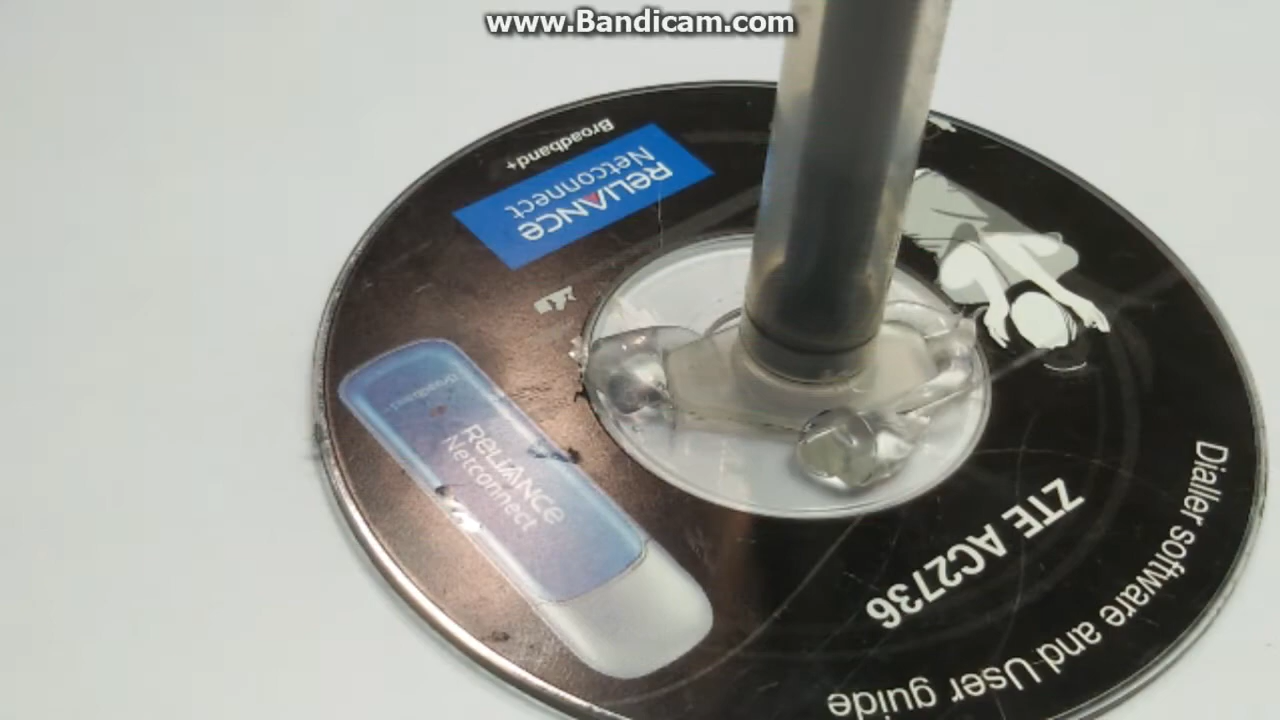 www.Bandicam.com
Broadband+
RELIANCE
Netconnect
RELIANCE
Netconnect
ZTE AC2736
Dialler software and User guide